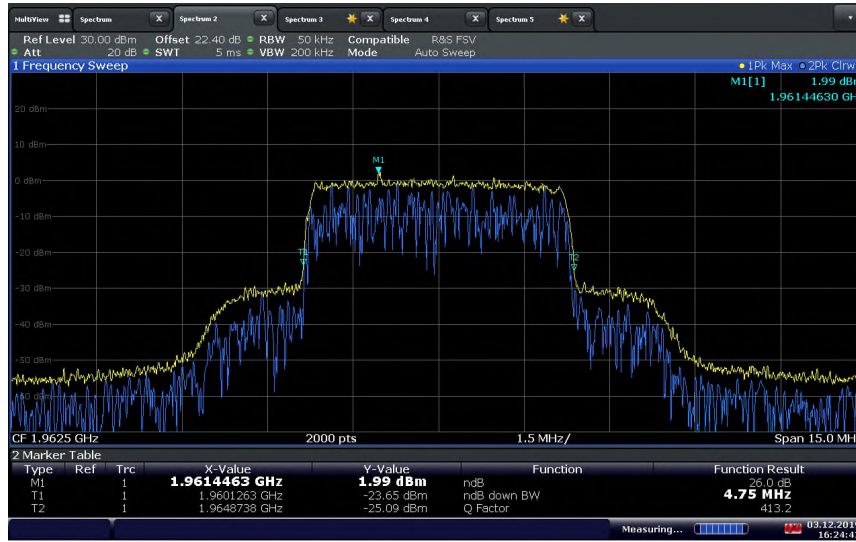 MultiView Spectrum X Spectrum 2 X Spectrum 3 X Spectrum 4 X Spectrum 5 X
Ref Level 30.00 dBm Offset 22.40 dB RBW 50 kHz Compatible R&S FSV
Att 20 dB SWT 5 ms VBW 200 kHz Mode Auto Sweep
1 Frequency Sweep 1Pk Max 2Pk Clrw
M1[1] 1.99 dBm
1.96144630 GH
20 dBm
10 dBm
M1
0 dBm
-10 dBm
-20 dBm
T1 T2
-30 dBm
-40 dBm
-50 dBm
CF 1.9625 GHz 2000 pts 1.5 MHz/ Span 15.0 MH
2 Marker Table
Type Ref Trc X-Value Y-Value Function Function Result
M1 1 1.9614463 GHz 1.99 dBm ndB 26.0 dB
T1 1 1.9601263 GHz -23.65 dBm ndB down BW 4.75 MHz
T2 1 1.9648738 GHz -25.09 dBm Q Factor 413.2
Measuring... 03.12.201
16:24:4